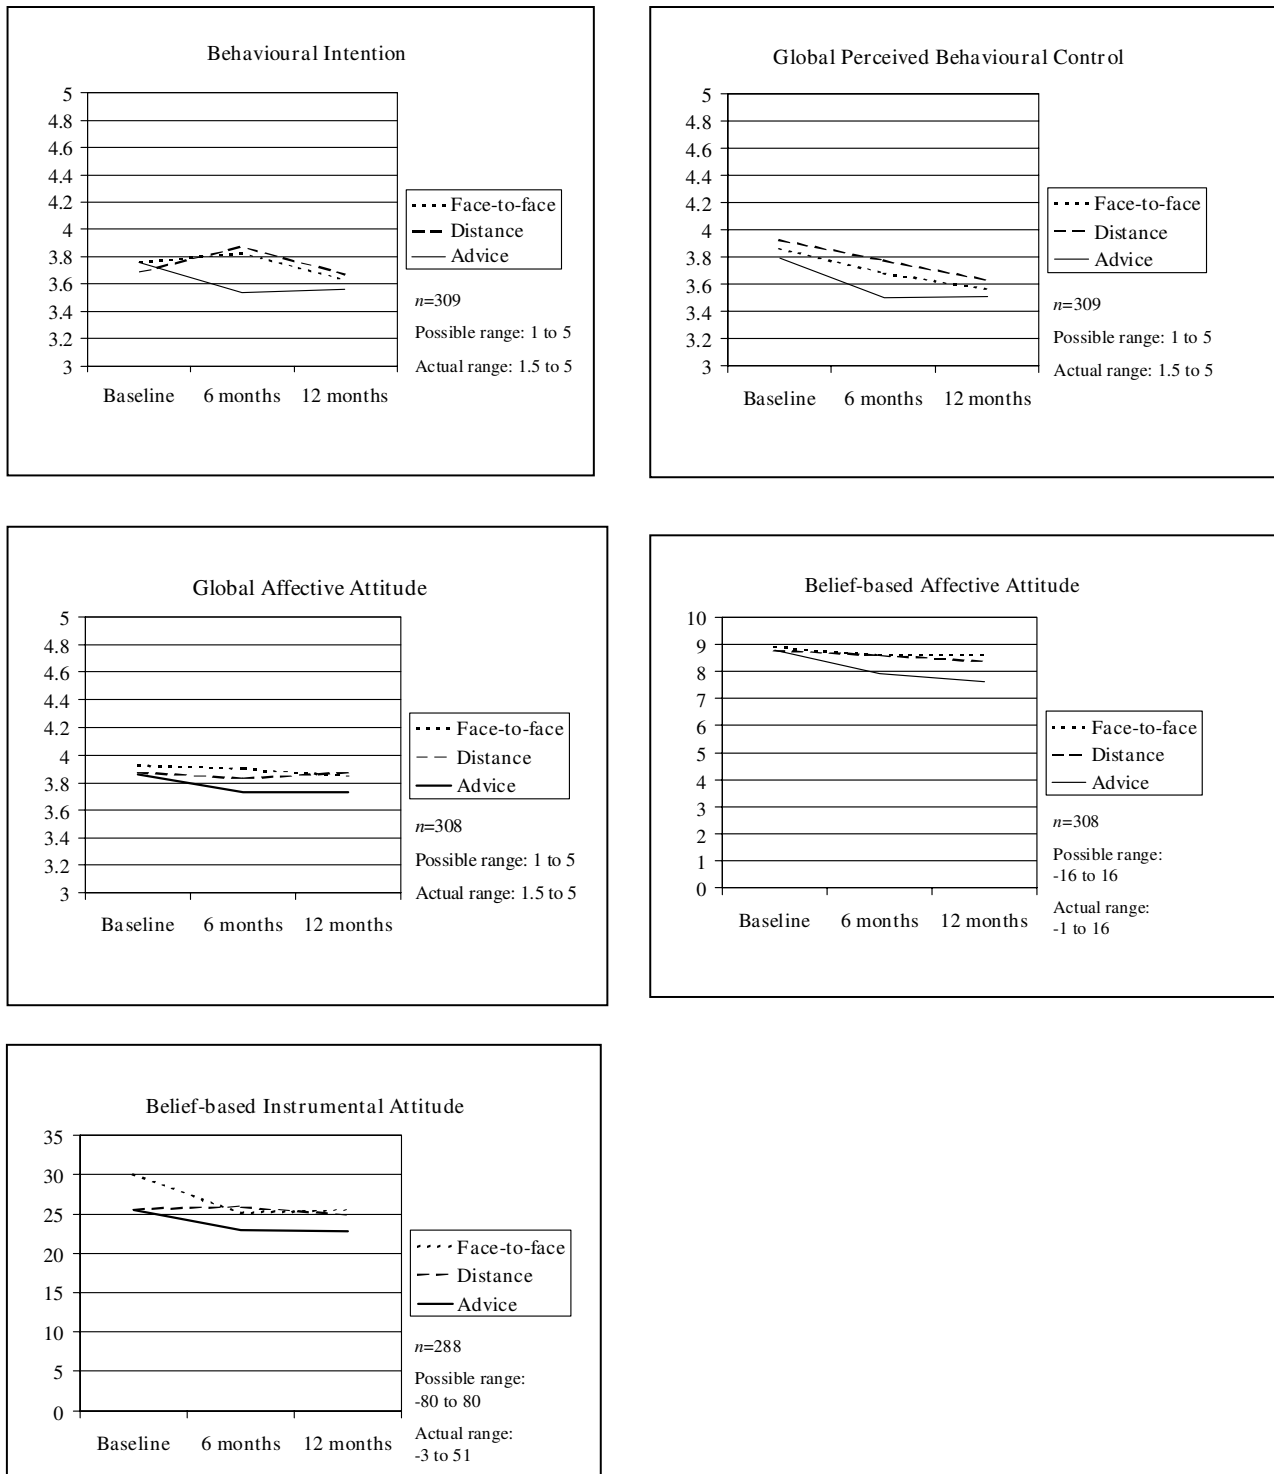 Behavioural Intention
5
4.8
4.6
4.4
4.2
4
3.8
3.6
3.4
3.2
3
Baseline 6 months 12 months
Face-to-face
Distance
Advice
n=309
Possible range: 1 to 5
Actual range: 1.5 to 5
Global Perceived Behavioural Control
5
4.8
4.6
4.4
4.2
4
3.8
3.6
3.4
3.2
3
Baseline 6 months 12 months
Face-to-face
Distance
Advice
n=309
Possible range: 1 to 5
Actual range: 1.5 to 5
Global Affective Attitude
5
4.8
4.6
4.4
4.2
4
3.8
3.6
3.4
3.2
3
Baseline 6 months 12 months
Face-to-face
Distance
Advice
n=308
Possible range: 1 to 5
Actual range: 1.5 to 5
Belief-based Affective Attitude
10
9
8
7
6
5
4
3
2
1
0
Baseline 6 months 12 months
Face-to-face
Distance
Advice
n=308
Possible range:
-16 to 16
Actual range:
-1 to 16
Belief-based Instrumental Attitude
35
30
25
20
15
10
5
0
Baseline 6 months 12 months
Face-to-face
Distance
Advice
n=288
Possible range:
-80 to 80
Actual range:
-3 to 51